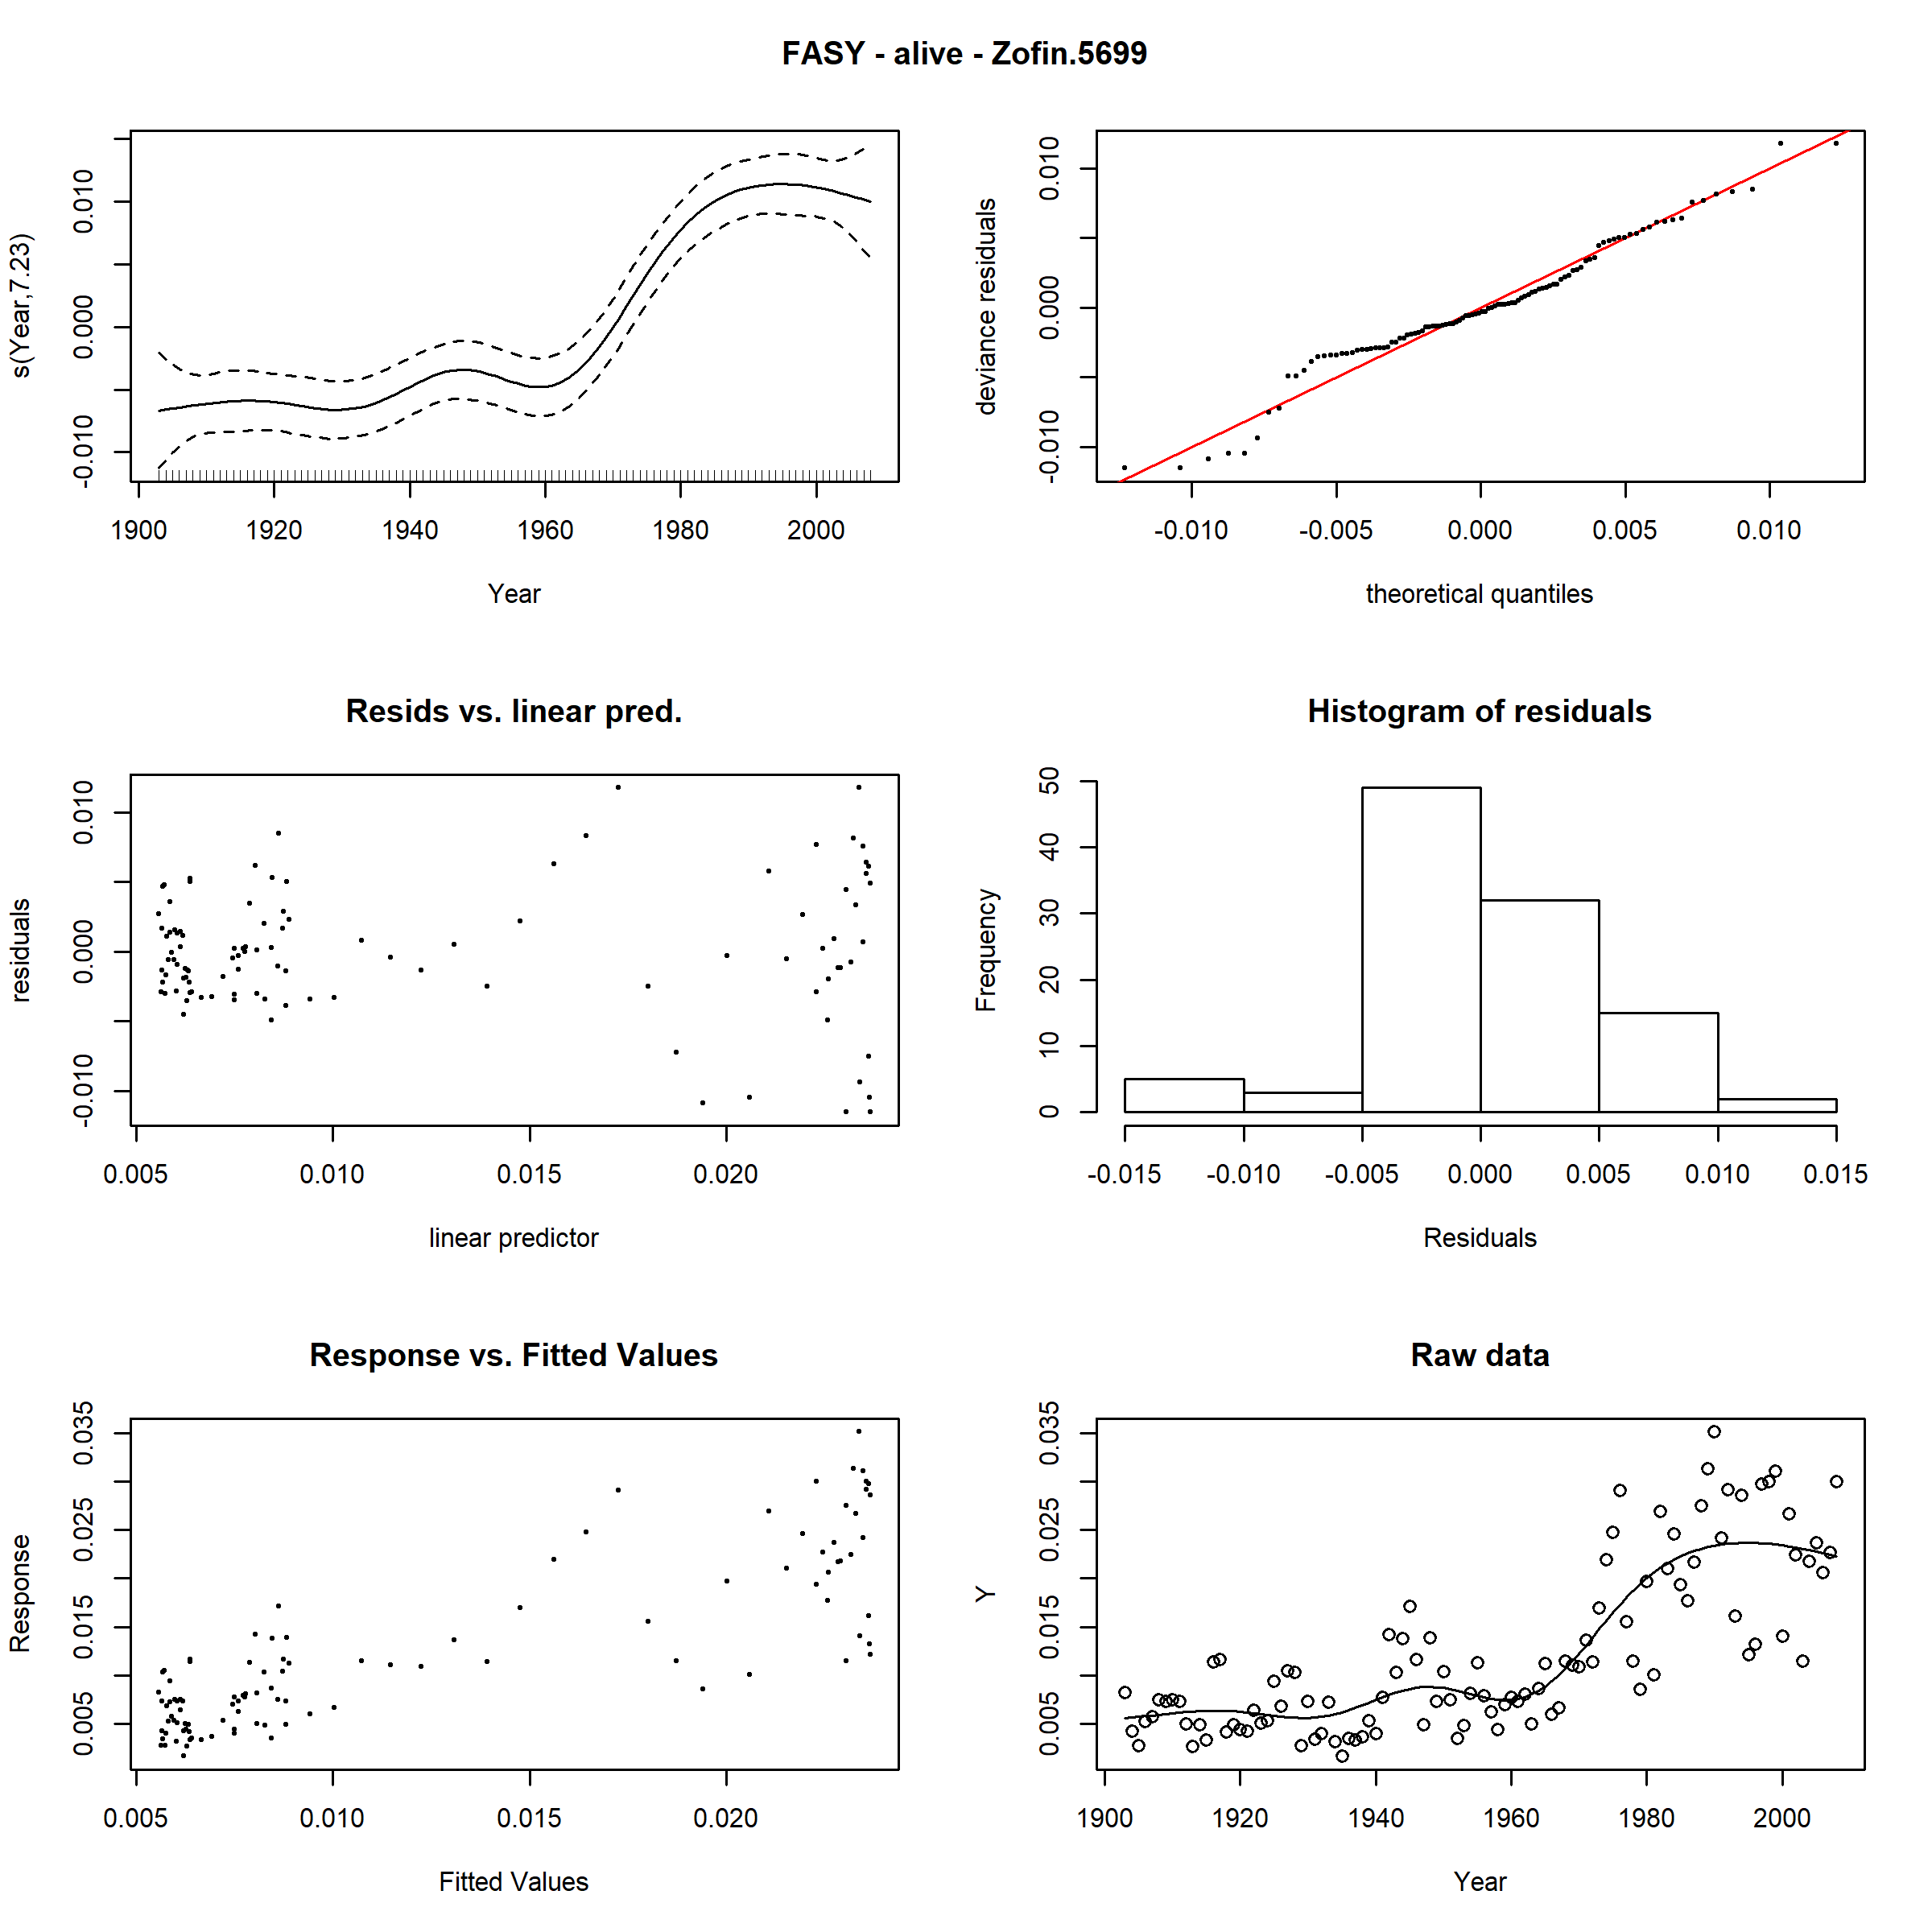 FASY - alive - Zofin.5699
s(Year,7.23)
-0.010 0.000 0.010
1900 1920 1940 1960 1980 2000
Year
deviance residuals
-0.010 0.000 0.010
-0.010 -0.005 0.000 0.005 0.010
theoretical quantiles
Resids vs. linear pred.
residuals
-0.010 0.000 0.010
0.005 0.010 0.015 0.020
linear predictor
Histogram of residuals
Frequency
0 10 20 30 40 50
-0.015 -0.010 -0.005 0.000 0.005 0.010 0.015
Residuals
Response vs. Fitted Values
Response
0.005 0.015 0.025 0.035
0.005 0.010 0.015 0.020
Fitted Values
Raw data
Y
0.005 0.015 0.025 0.035
1900 1920 1940 1960 1980 2000
Year